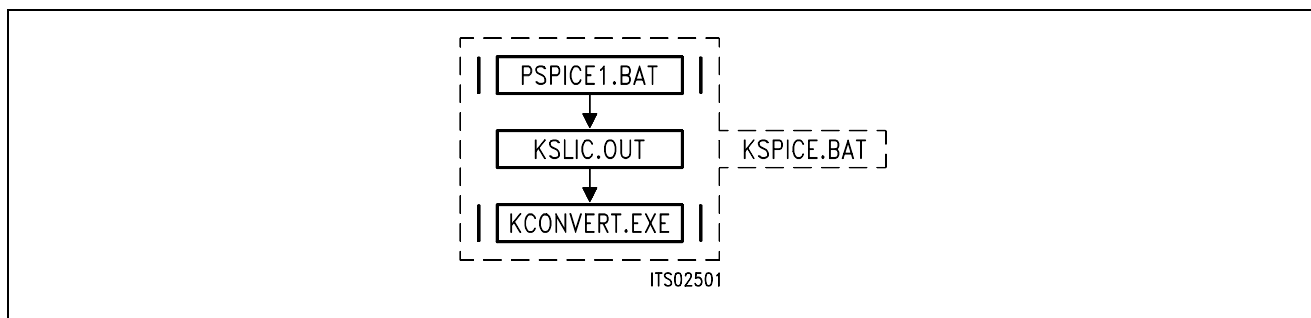 PSPICE1.BAT
KSLIC.OUT
KSPICE.BAT
KCONVERT.EXE
ITS02501